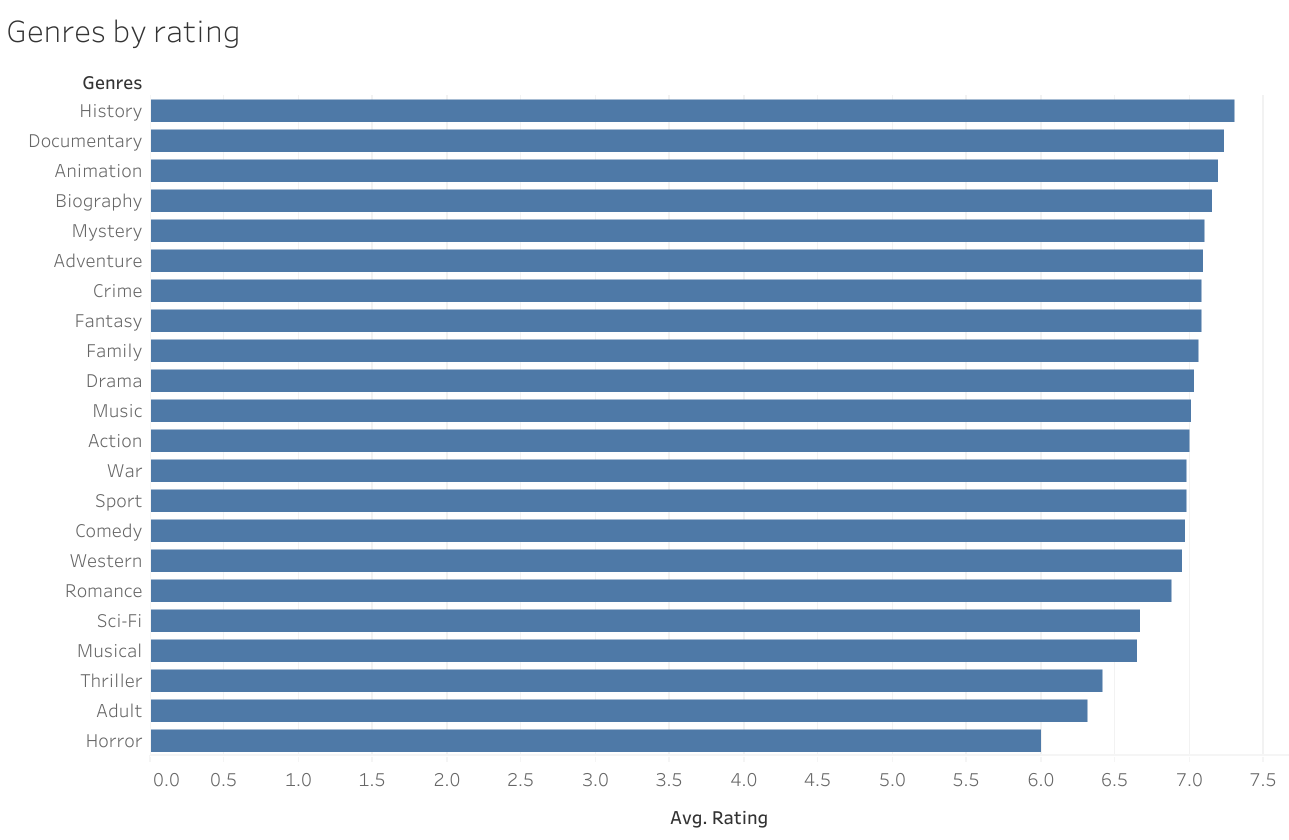 Genres by rating
Genres
History
Documentary
Animation
Biography
Mystery
Adventure
Crime
Fantasy
Family
Drama
Music
Action
War
Sport
Comedy
Western
Romance
Sci-Fi
Musical
Thriller
Adult
Horror
0.0 0.5 1.0 1.5 2.0 2.5 3.0 3.5 4.0 4.5 5.0 5.5 6.0 6.5 7.0 7.5
Avg. Rating